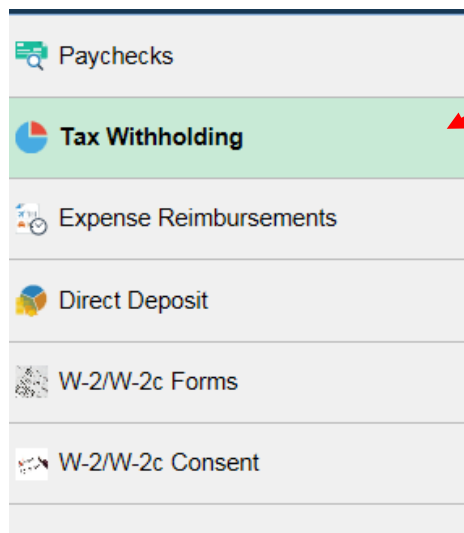 Paychecks
Tax Withholding
Expense Reimbursements
Direct Deposit
W-2/W-2c Forms
W-2/W-2c Consent